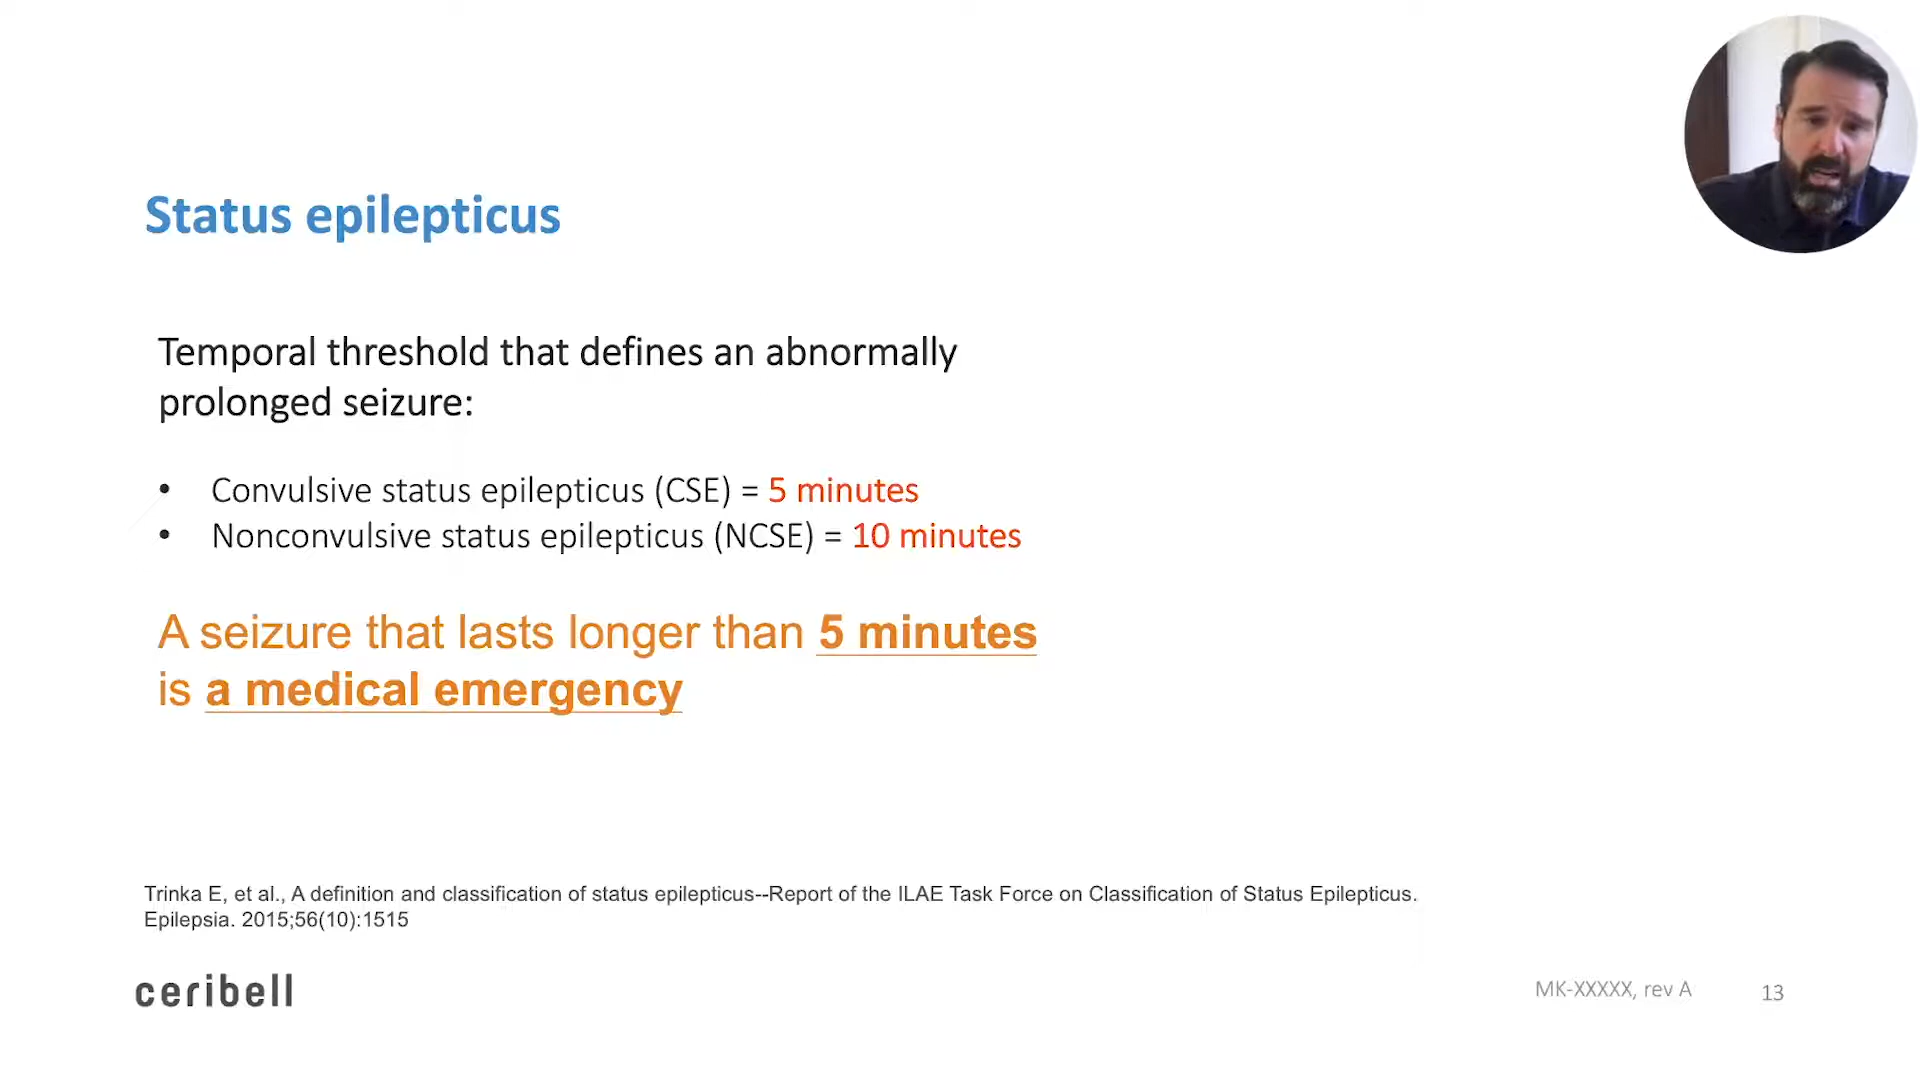 Status epilepticus
Temporal threshold that defines an abnormally
prolonged seizure:
• Convulsive status epilepticus (CSE) = 5 minutes
• Nonconvulsive status epilepticus (NCSE) = 10 minutes
A seizure that lasts longer than 5 minutes
is a medical emergency
Trinka E, et al., A definition and classification of status epilepticus--Report of the ILAE Task Force on Classification of Status Epilepticus.
Epilepsia. 2015;56(10):1515
ceribell
MK-XXXXX, rev A 13